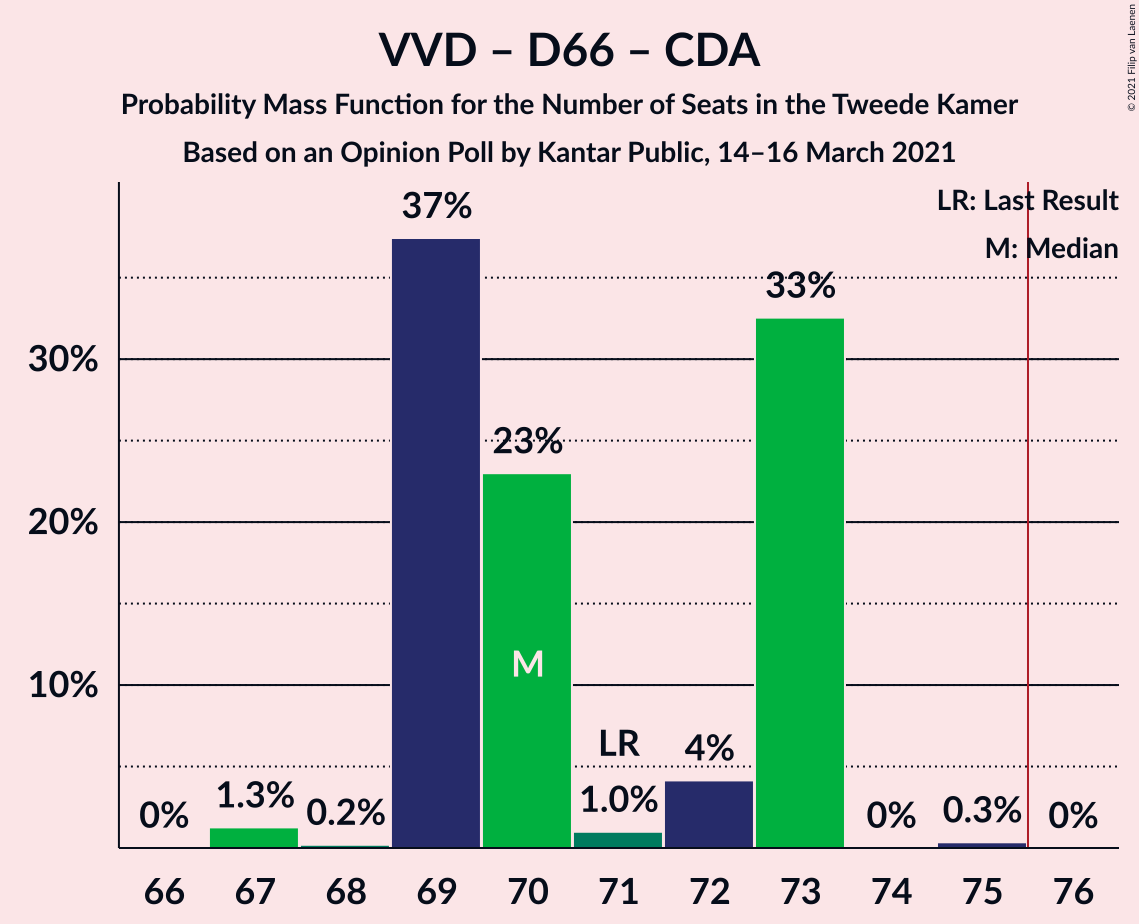 VVD – D66 – CDA
Probability Mass Function for the Number of Seats in the Tweede Kamer
Based on an Opinion Poll by Kantar Public, 14–16 March 2021
© 2021 Filip van Laenen
LR: Last Result
M: Median
30%
20%
10%
0%
1.3%
0.2%
37%
23%
M
LR
1.0%
4%
33%
0%
0.3%
0%
66 67 68 69 70 71 72 73 74 75 76